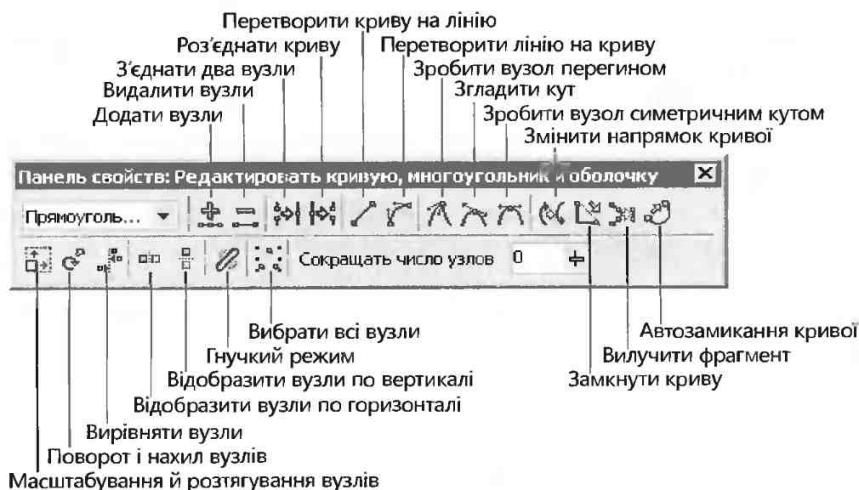 Перетворити криву на лінію
Роз'єднати криву
Перетворити лінію на криву
З'єднати два вузли
Зробити вузол перегином
Видалити вузли
Згладити кут
Додати вузли
Зробити вузол симетричним кутом
Змінити напрямок кривої
Панель свойств: Редактировать кривую, многоугольник и оболочку
Прямоуголь...
Сокращать число узлов 0
Вибрати всі вузли
Автозамикання кривої
Гнучкий режим
Вилучити фрагмент
Відобразити вузли по вертикалі
Замкнути криву
Відобразити вузли по горизонталі
Вирівняти вузли
Поворот і нахил вузлів
Масштабування й розтягування вузлів